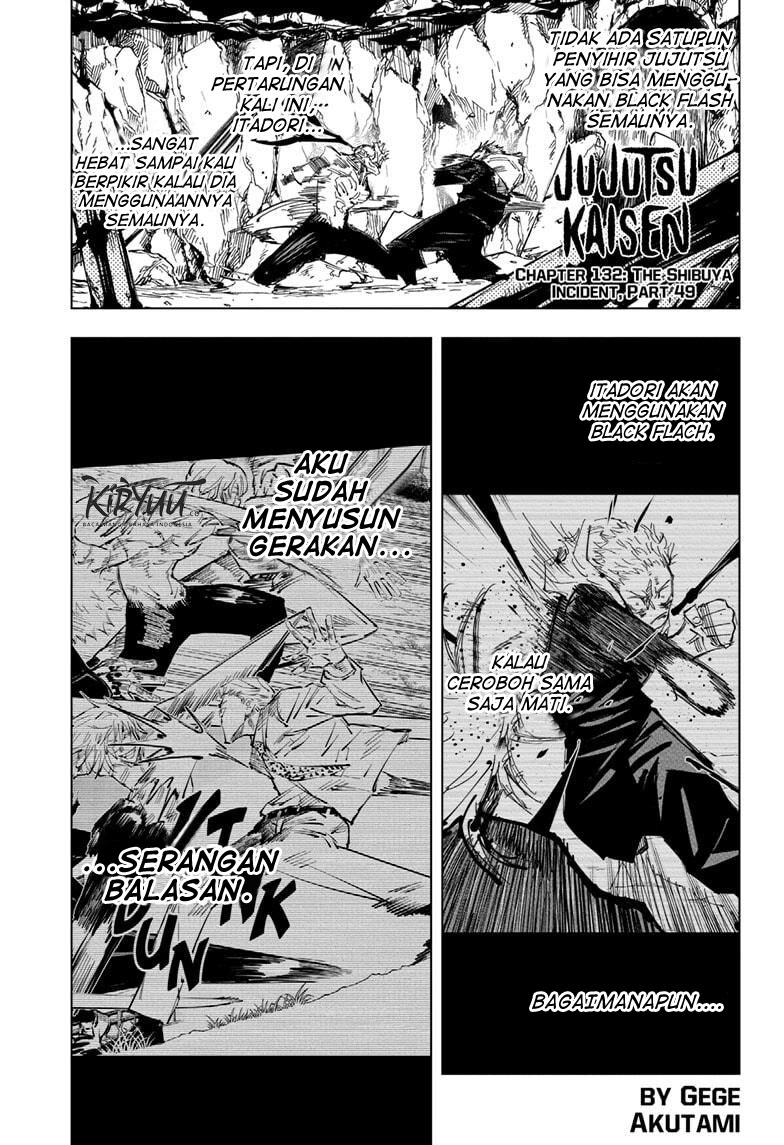 TIDAK ADA SATUPUN
PENYIHIR JUJUTSU
YANG BISA MENGGU-
NAKAN BLACK FLASH
SEMAUNYA.
TAPI, DI N
PERTARUNGAN
KALI INI,...
ITADORI...
...SANGAT
HEBAT SAMPAI KAU
BERPIKIR KALAU DIA
MENGGUNAANNYA
SEMAUNYA.
JUJUTSU
KAISEN
CHAPTER 132: THE SHIBUYA
INCIDENT, PART 49
ITADORI AKAN
MENGGUNAKAN
BLACK FLACH.
KALAU
CEROBOH SAMA
SAJA MATI.
BAGAIMANAPUN....
AKU
SUDAH
MENYUSUN
GERAKAN...
KIRYUU
...SERANGAN
BALASAN.
BY GEGE
AKUTAMI